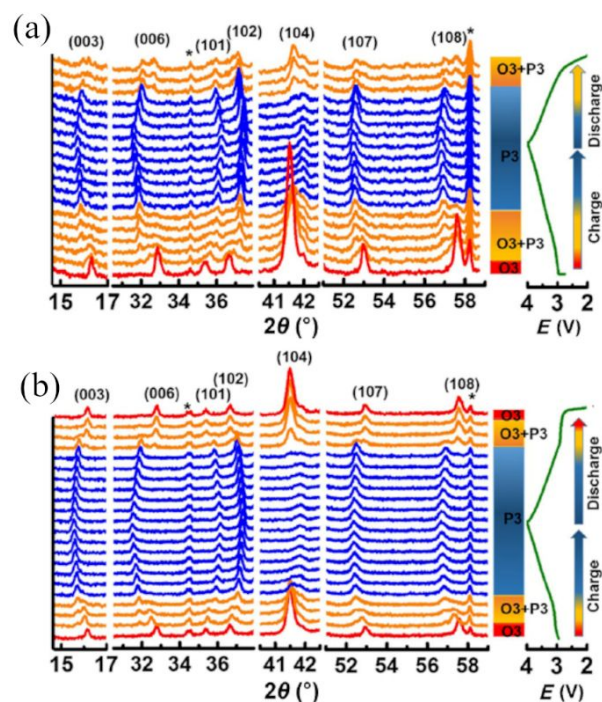 (a)
(003) (006) * (101) (102) (104) (107) (108) *
O3+P3
P3
O3+P3
O3
Discharge
Charge
15 17 32 34 36 41 42 52 54 56 58 4 3 2
2θ (°) E (V)
(b)
(003) (006) * (101) (102) (104) (107) (108) *
O3
O3+P3
P3
O3+P3
O3
Discharge
Charge
15 17 32 34 36 41 42 52 54 56 58 4 3 2
2θ (°) E (V)